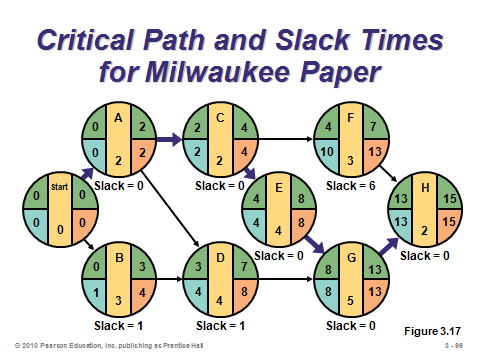 Critical Path and Slack Times
for Milwaukee Paper
A
0 2
0 2
2
Slack = 0
C
2 4
2 4
2
Slack = 0
F
4 7
10 13
3
Slack = 6
Start
0 0
0 0
0
E
4 8
4 8
4
Slack = 0
H
13 15
13 15
2
Slack = 0
B
0 3
1 4
3
Slack = 1
D
3 7
4 8
4
Slack = 1
G
8 13
8 13
5
Slack = 0
Figure 3.17
© 2010 Pearson Education, Inc. publishing as Prentice Hall
3 - 96